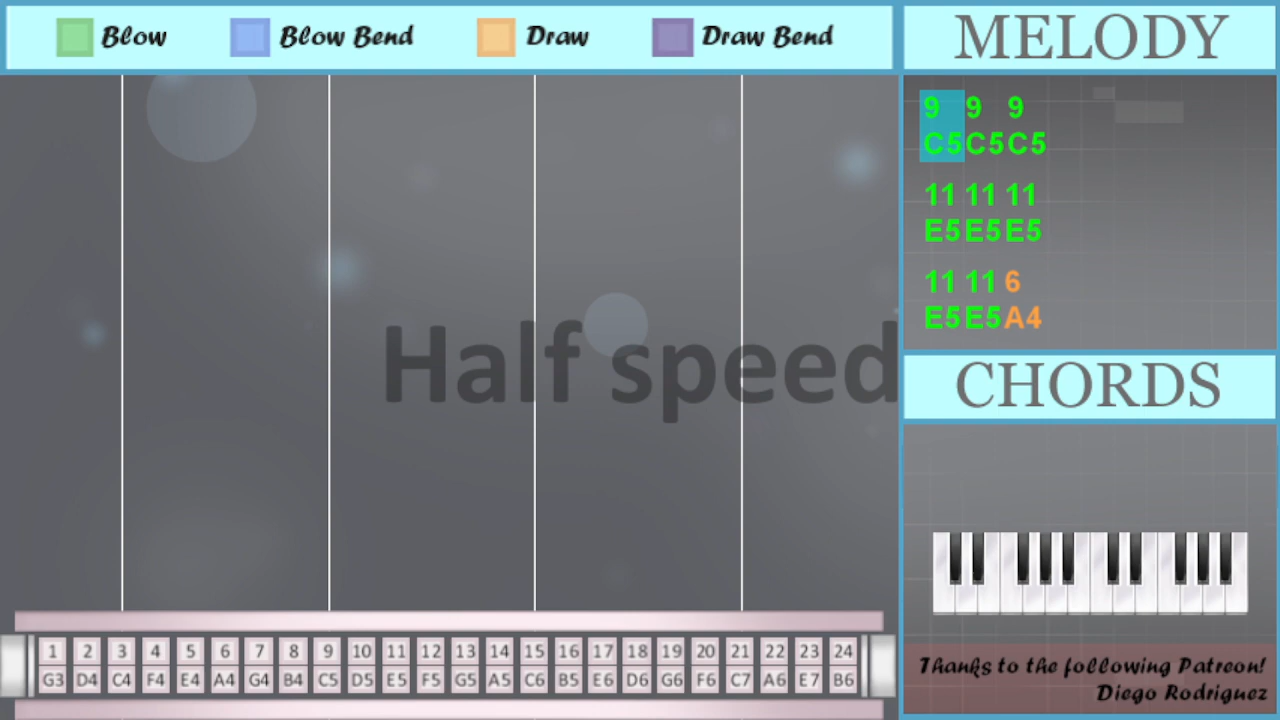 Blow Blow Bend Draw Draw Bend
MELODY
9 9 9
C5 C5 C5
11 11 11
E5 E5 E5
11 11 6
E5 E5 A4
Half speed
CHORDS
1 2 3 4 5 6 7 8 9 10 11 12 13 14 15 16 17 18 19 20 21 22 23 24
G3 D4 C4 F4 E4 A4 G4 B4 C5 D5 E5 F5 G5 A5 C6 B5 E6 D6 G6 F6 C7 A6 E7 B6
Thanks to the following Patreon!
Diego Rodriguez